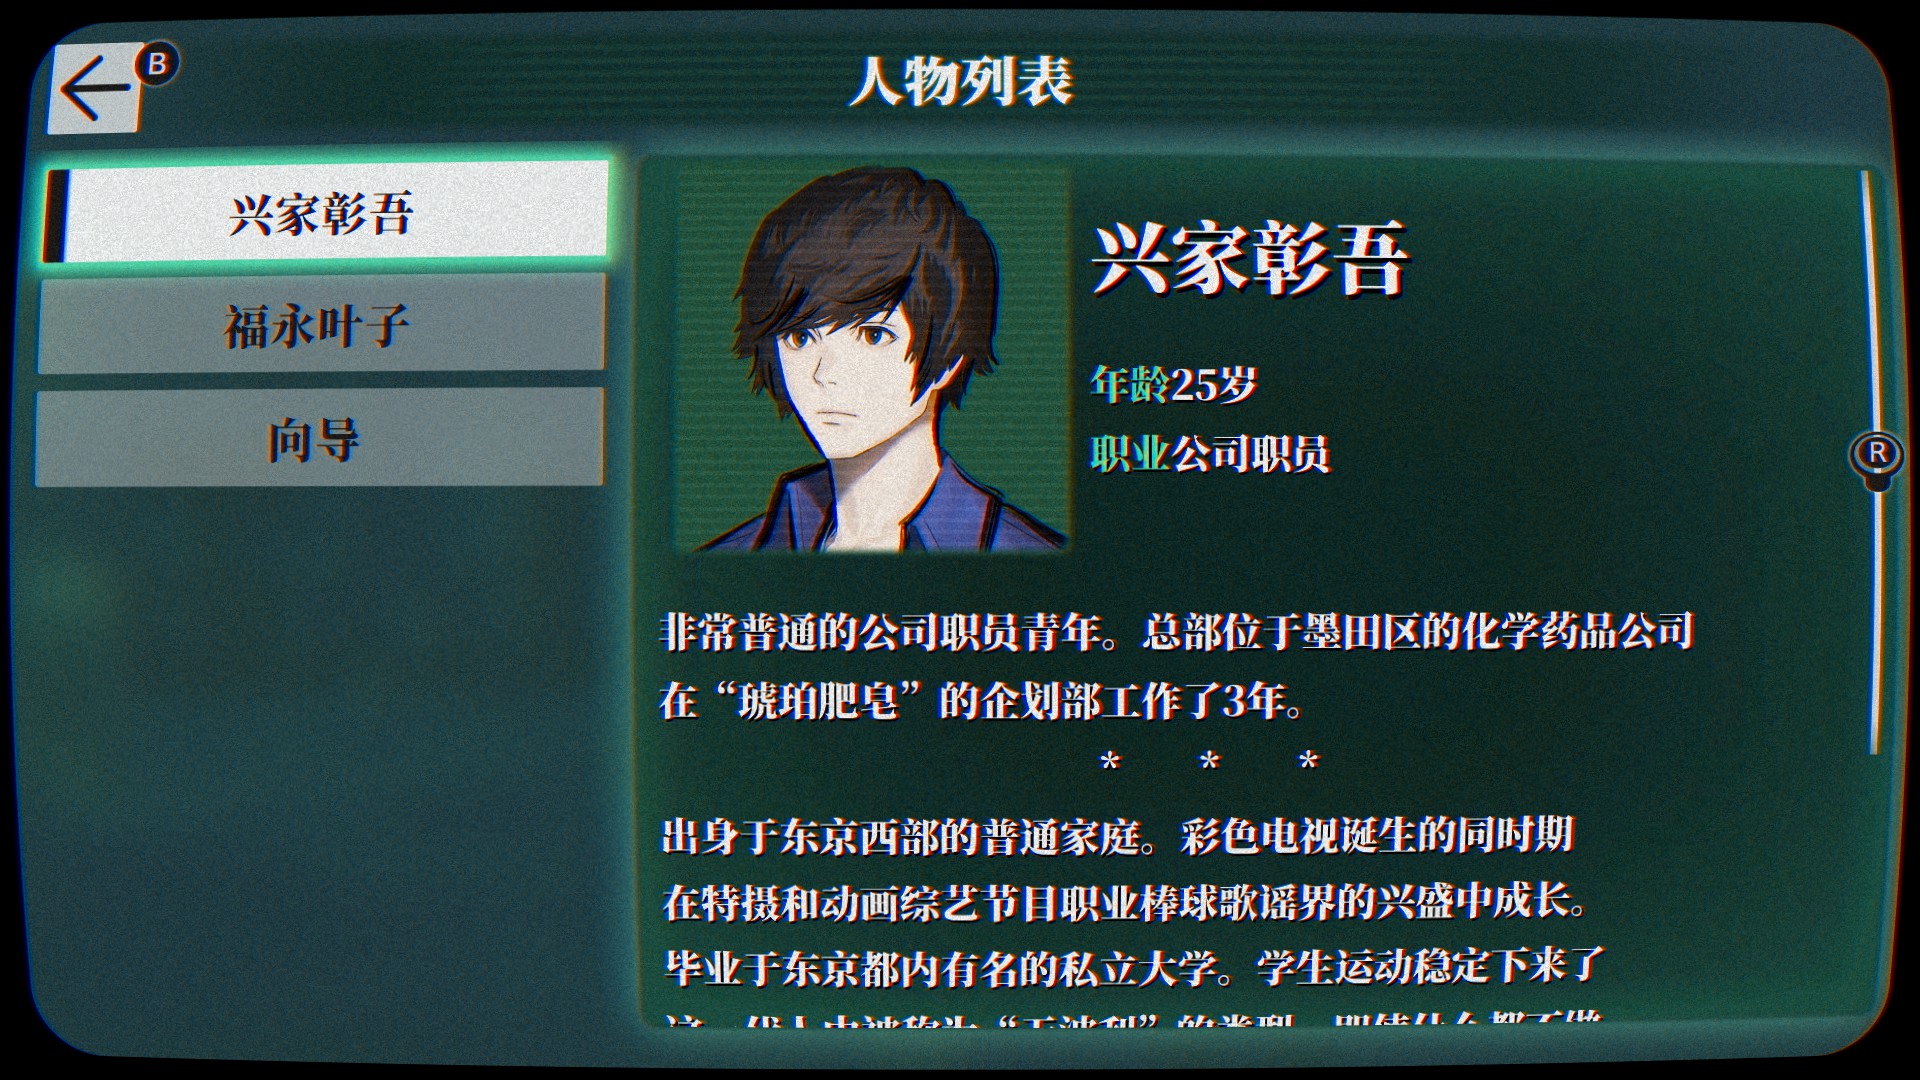 B
人物列表
兴家彰吾
福永叶子
向导
兴家彰吾
年龄25岁
职业公司职员
R
非常普通的公司职员青年。总部位于墨田区的化学药品公司
在“琥珀肥皂”的企划部工作了3年。
* * *
出身于东京西部的普通家庭。彩色电视诞生的同时期
在特摄和动画综艺节目职业棒球歌谣界的兴盛中成长。
毕业于东京都内有名的私立大学。学生运动稳定下来了